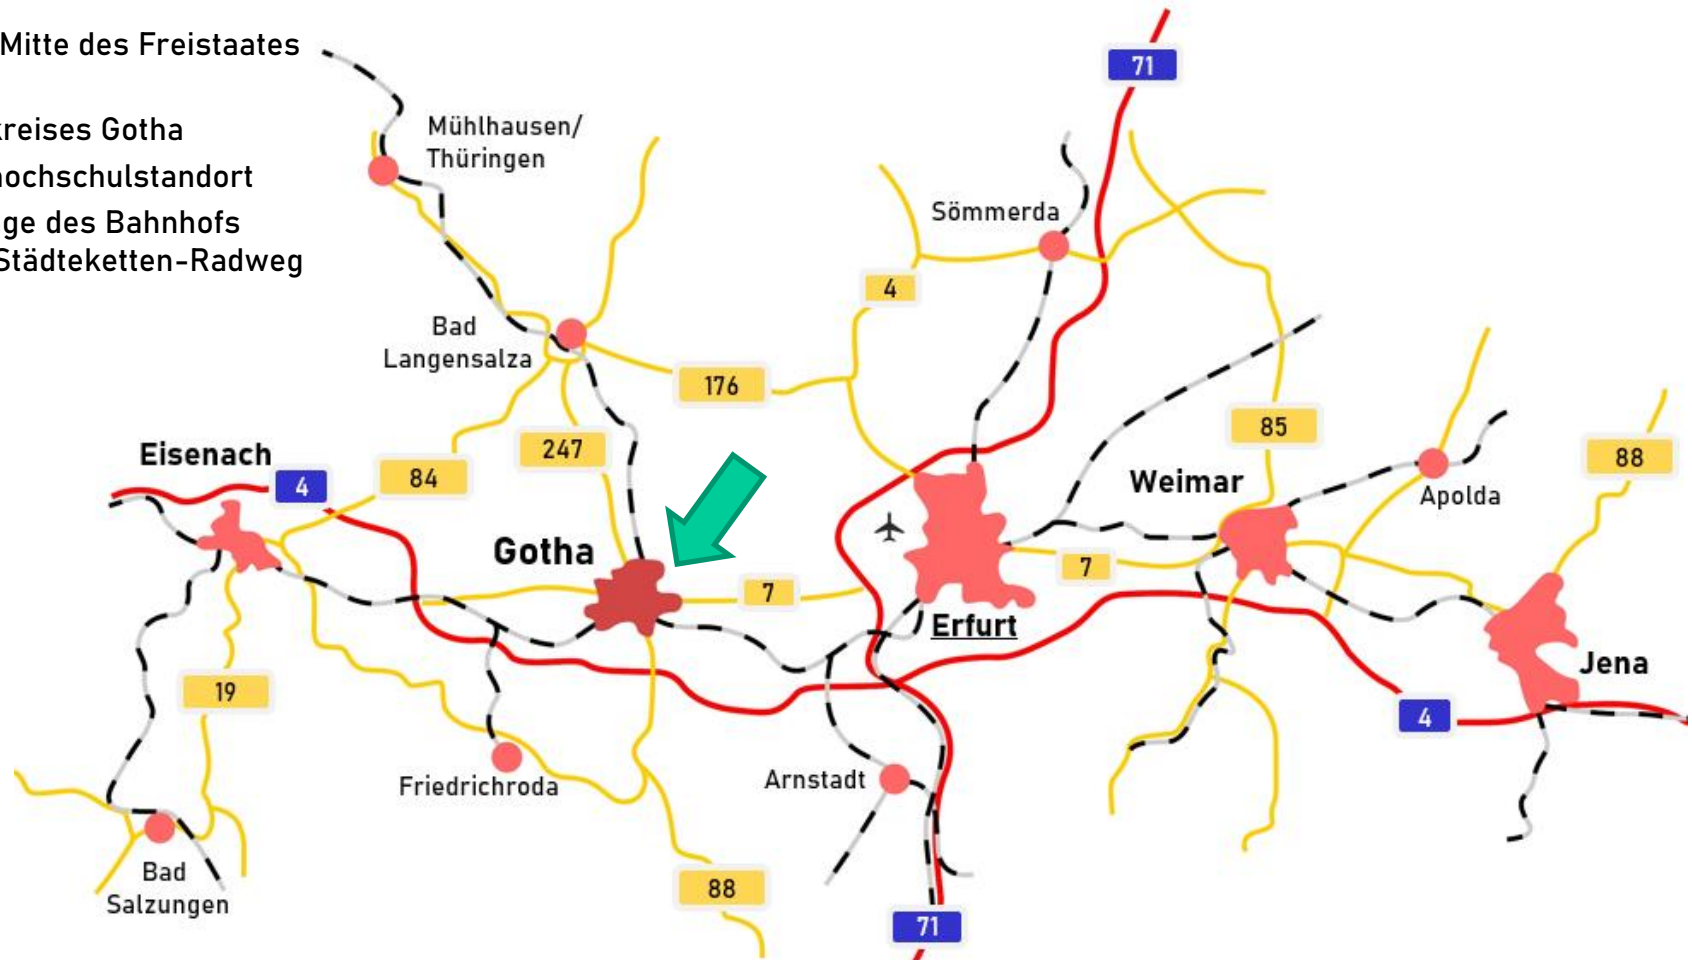 Mitte des Freistaates
kreises Gotha
hochschulstandort
ge des Bahnhofs
Städteketten-Radweg
71
Mühlhausen/
Thüringen
Sömmerda
4
Bad
Langensalza
176
85
247
Eisenach
4
84
Weimar
88
Apolda
Gotha
7
7
Erfurt
Jena
19
4
Friedrichroda
Arnstadt
Bad
Salzungen
88
71